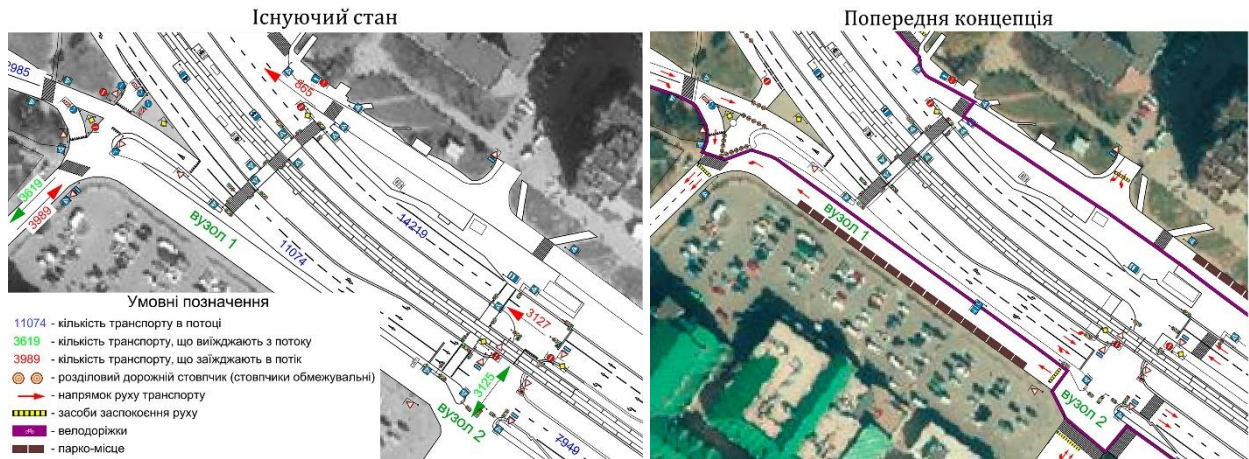 Існуючий стан
Попередня концепція
2985
865
3619
3989
вузол 1
11074
14219
3127
3125
вузол 2
7949
Умовні позначення
11074 - кількість транспорту в потоці
3619 - кількість транспорту, що виїжджають з потоку
3989 - кількість транспорту, що заїжджають в потік
- розділовий дорожній стовпчик (стовпчики обмежувальні)
- напрямок руху транспорту
- засоби заспокоєння руху
- велодоріжки
- парко-місце
вузол 1
вузол 2